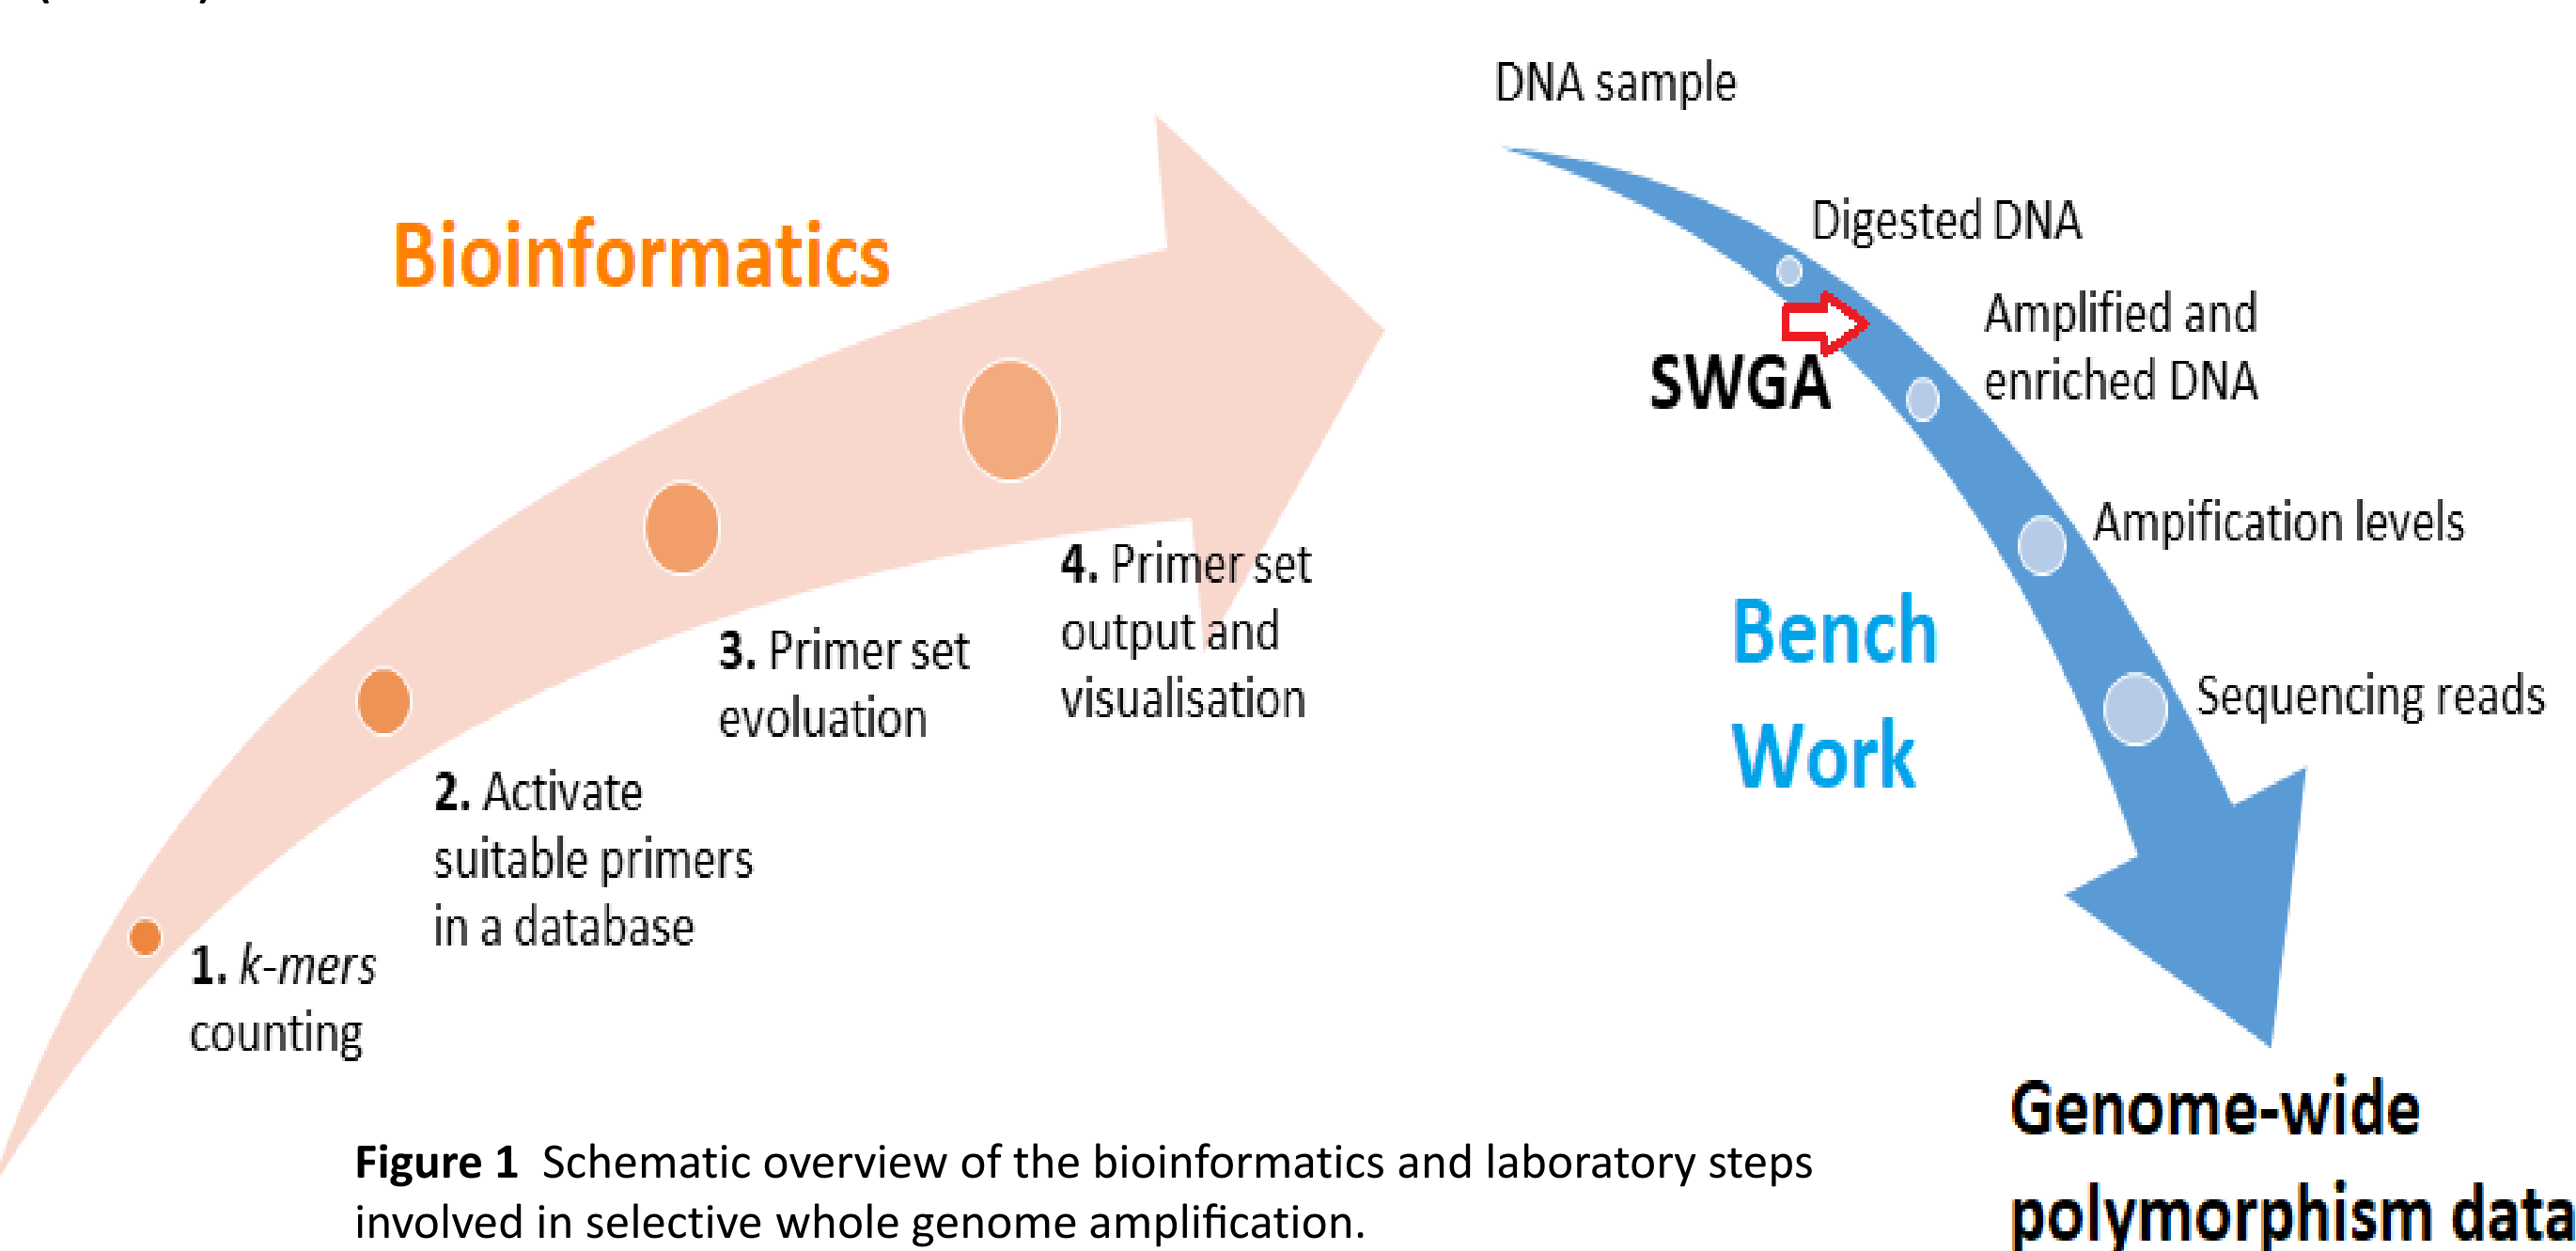 Bioinformatics
1. k-mers
counting
2. Activate
suitable primers
in a database
3. Primer set
evoluation
4. Primer set
output and
visualisation
DNA sample
Digested DNA
SWGA
Amplified and
enriched DNA
Ampification levels
Bench
Work
Sequencing reads
Genome-wide
polymorphism data
Figure 1 Schematic overview of the bioinformatics and laboratory steps
involved in selective whole genome amplification.